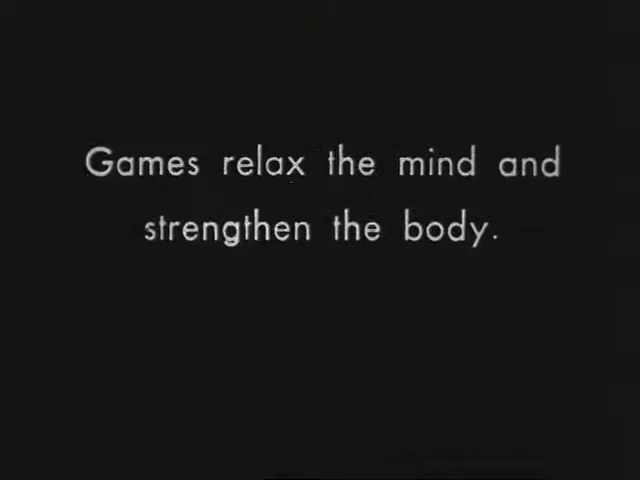 Games relax the mind and
strengthen the body.